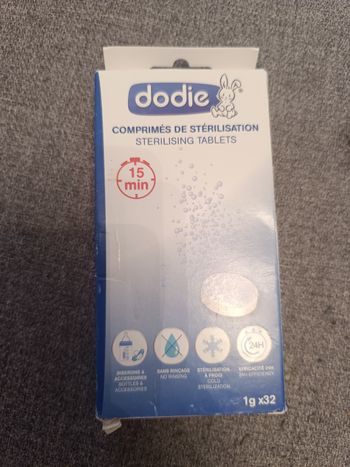 dodie®
COMPRIMÉS DE STÉRILISATION
STERILISING TABLETS
15
min
BIBERONS &
ACCESSOIRES
BOTTLES &
ACCESSORIES
SANS RINÇAGE
NO RINSING
STÉRILISATION
À FROID
COLD
STERILIZATION
24H
EFFICACITÉ 24H
24H EFFICIENCY
1g x32